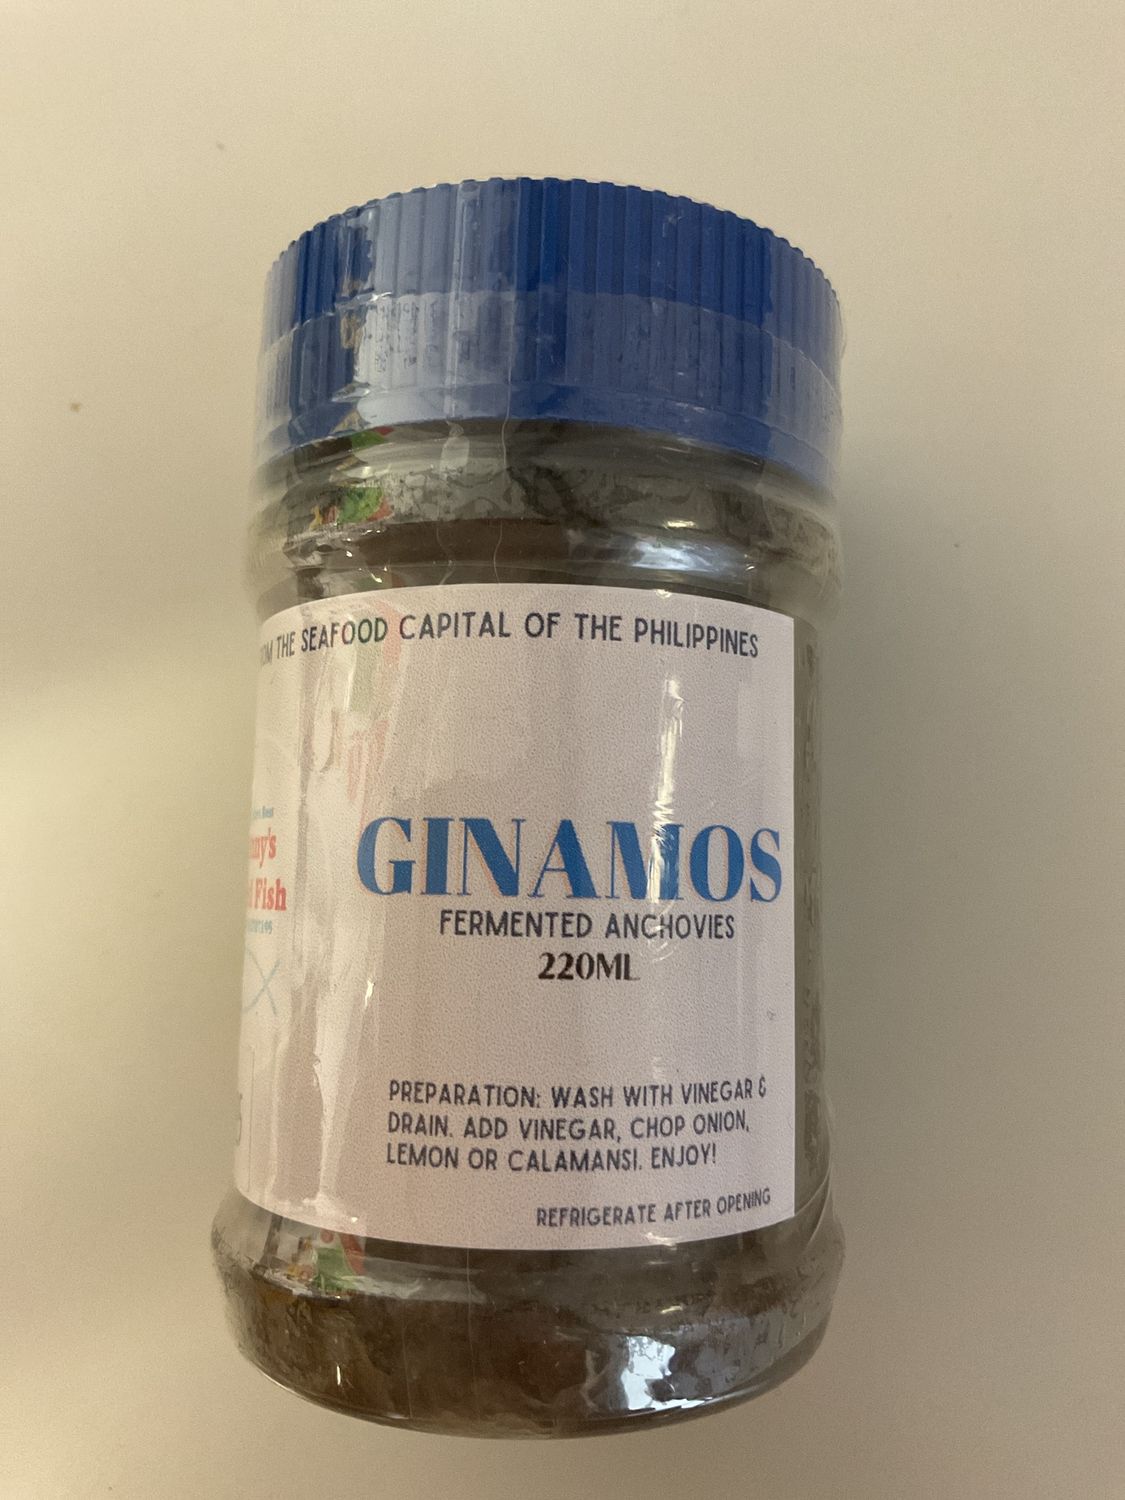 THE SEAFOOD CAPITAL OF THE PHILIPPINES
Fish
GINAMOS
FERMENTED ANCHOVIES
220ML
PREPARATION: WASH WITH VINEGAR &
DRAIN. ADD VINEGAR, CHOP ONION,
LEMON OR CALAMANSI. ENJOY!
REFRIGERATE AFTER OPENING